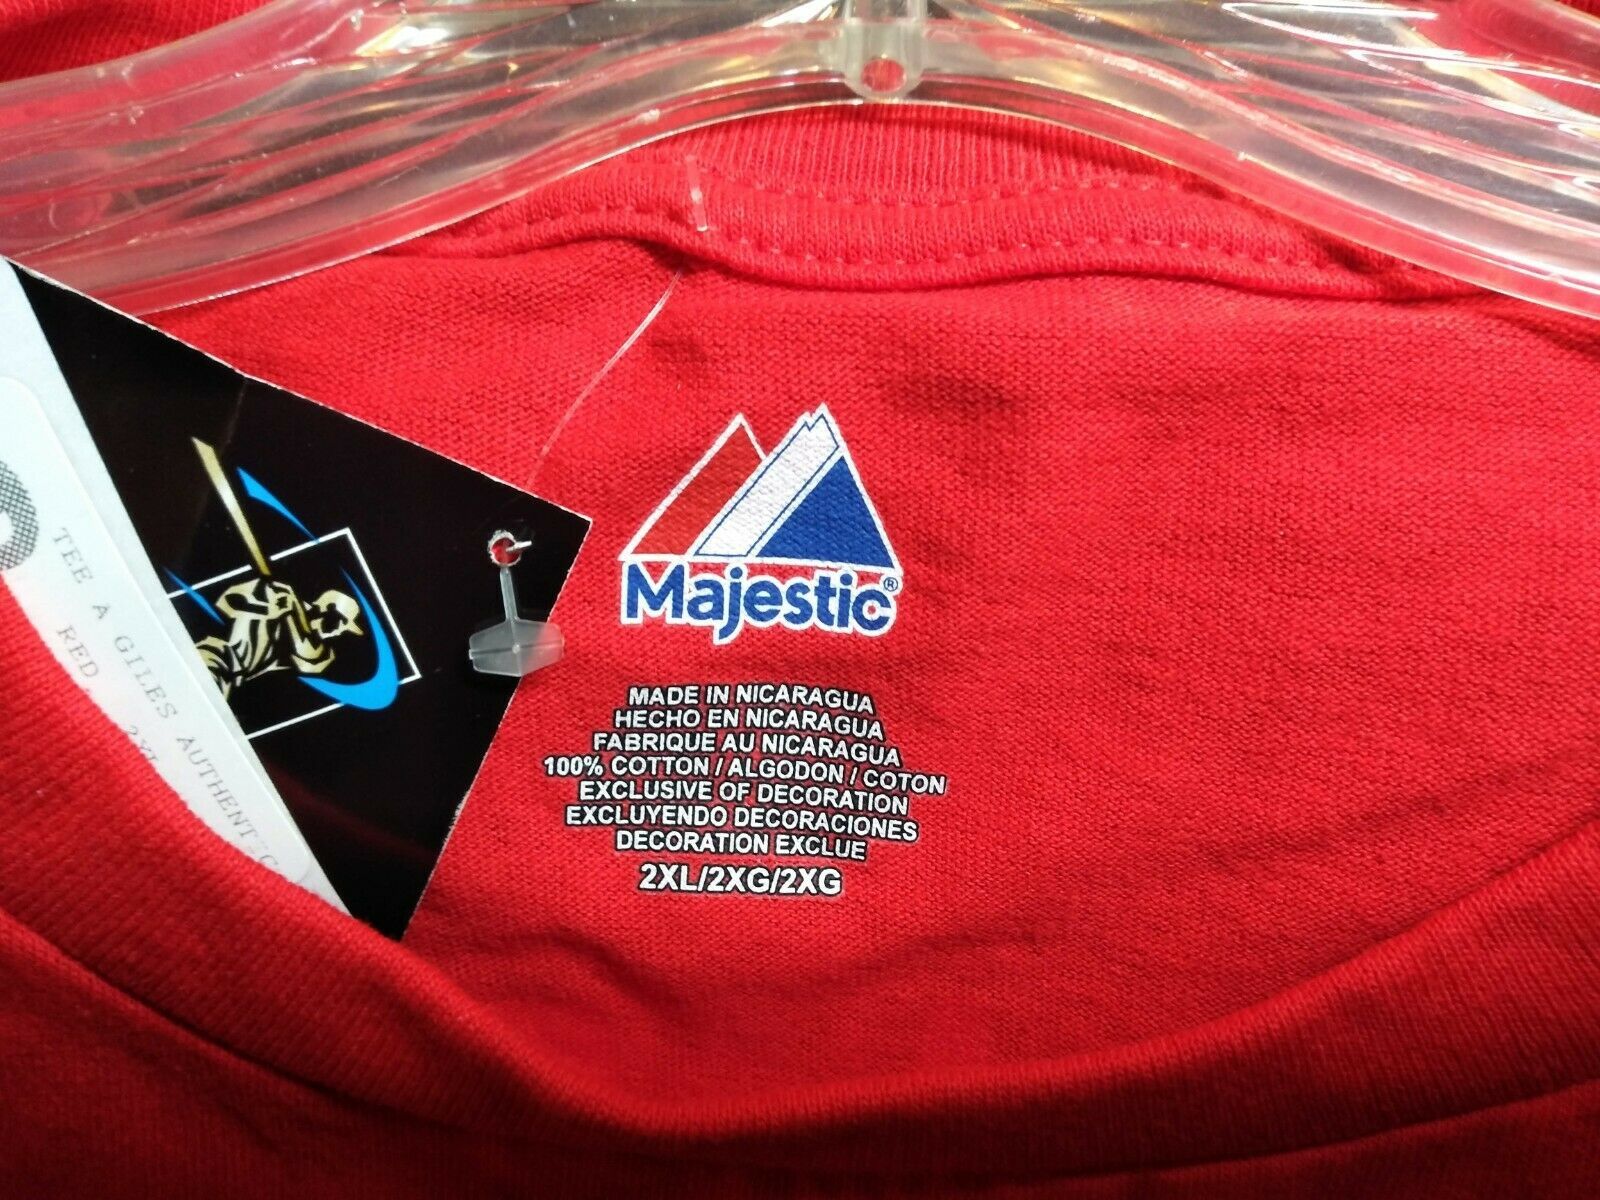 Majestic®
MADE IN NICARAGUA
HECHO EN NICARAGUA
FABRIQUE AU NICARAGUA
100% COTTON / ALGODON / COTON
EXCLUSIVE OF DECORATION
EXCLUYENDO DECORACIONES
DECORATION EXCLUE
2XL/2XG/2XG
TEE A GILES AUTHENT
RED
2XL